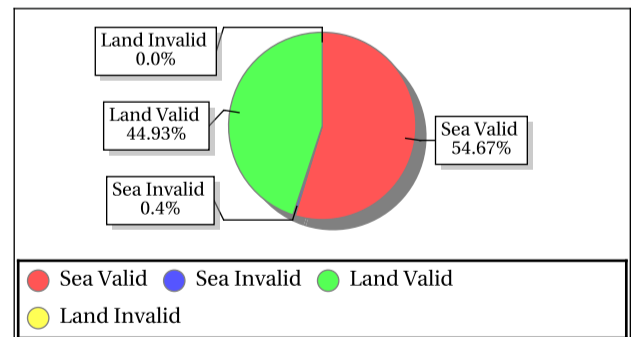 Land Invalid
0.0%
Land Valid
44.93%
Sea Valid
54.67%
Sea Invalid
0.4%
Sea Valid Sea Invalid Land Valid
Land Invalid